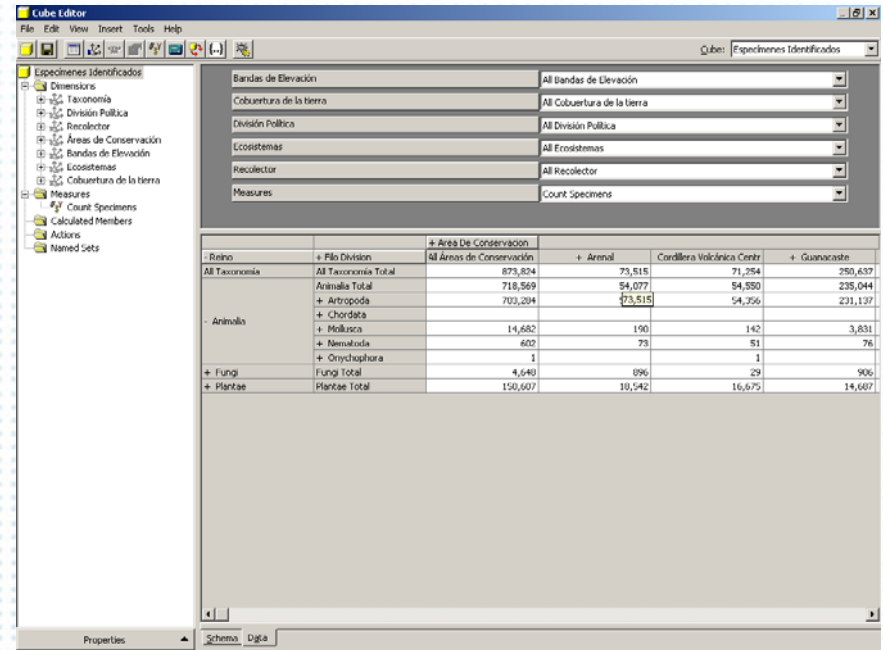 Cube Editor
File Edit View Insert Tools Help
Cube: Especímenes Identificados
Especímenes Identificados
Dimensions
Taxonomía
División Política
Recolector
Áreas de Conservación
Bandas de Elevación
Ecosistemas
Cobuertura de la tierra
Measures
Count Specimens
Calculated Members
Actions
Named Sets
Bandas de Elevación All Bandas de Elevación
Cobuertura de la tierra All Cobuertura de la tierra
División Política All División Política
Ecosistemas All Ecosistemas
Recolector All Recolector
Measures Count Specimens
+ Area De Conservacion
- Reino + Filo Division All Áreas de Conservación + Arenal Cordillera Volcánica Centr + Guanacaste
All Taxonomía All Taxonomía Total 873,824 73,515 71,254 250,637
- Animalia Animalia Total 718,569 54,077 54,550 235,044
+ Artropoda 703,284 73,515 54,356 231,137
+ Chordata
+ Mollusca 14,682 190 142 3,831
+ Nematoda 602 73 51 76
+ Onychophora 1 1
+ Fungi Fungi Total 4,648 896 29 906
+ Plantae Plantae Total 150,607 18,542 16,675 14,687
Properties Schema Data